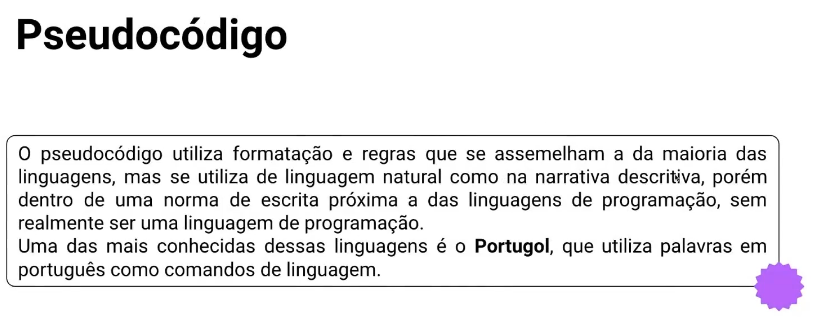 Pseudocódigo
O pseudocódigo utiliza formatação e regras que se assemelham a da maioria das
linguagens, mas se utiliza de linguagem natural como na narrativa descritiva, porém
dentro de uma norma de escrita próxima a das linguagens de programação, sem
realmente ser uma linguagem de programação.
Uma das mais conhecidas dessas linguagens é o Portugol, que utiliza palavras em
português como comandos de linguagem.